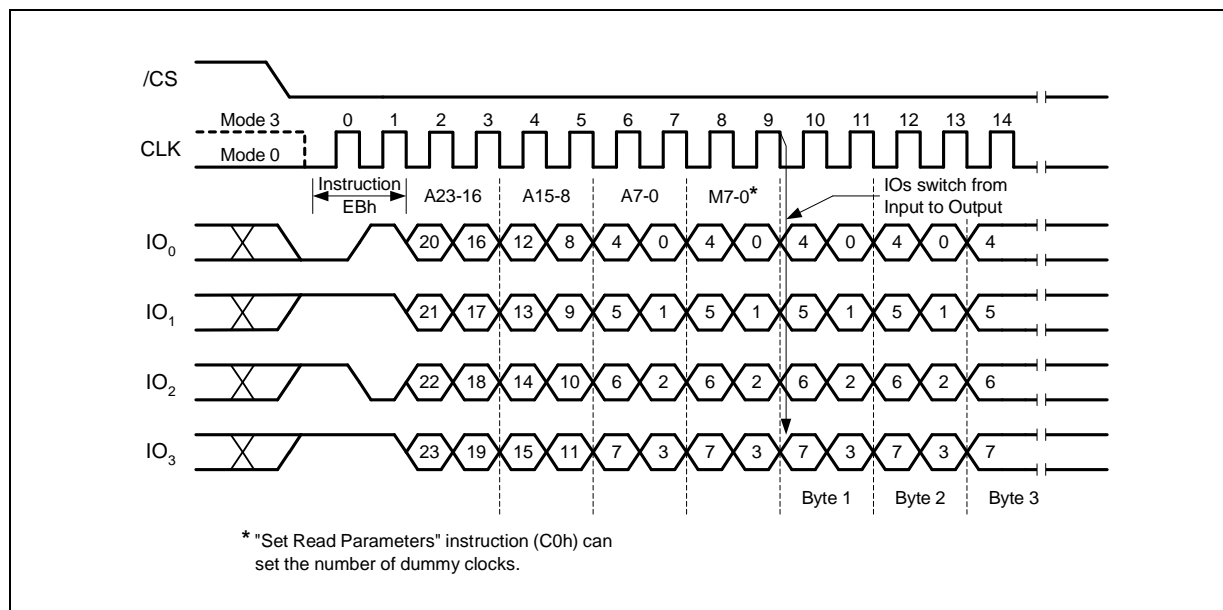 /CS
Mode 3 0 1 2 3 4 5 6 7 8 9 10 11 12 13 14
CLK Mode 0
Instruction EBh A23-16 A15-8 A7-0 M7-0* IOs switch from Input to Output
IO0 20 16 12 8 4 0 4 0 4 0 4 0 4
IO1 21 17 13 9 5 1 5 1 5 1 5 1 5
IO2 22 18 14 10 6 2 6 2 6 2 6 2 6
IO3 23 19 15 11 7 3 7 3 7 3 7 3 7
Byte 1 Byte 2 Byte 3
* "Set Read Parameters" instruction (C0h) can
set the number of dummy clocks.